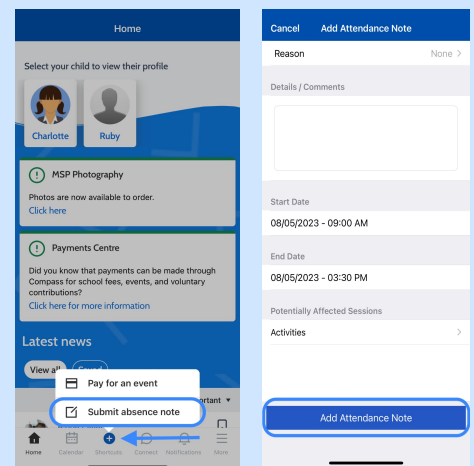 Home
Select your child to view their profile
Charlotte
Ruby
MSP Photography
Photos are now available to order.
Click here
Payments Centre
Did you know that payments can be made through
Compass for school fees, events, and voluntary
contributions?
Click here for more information
Latest news
View all
Pay for an event
Submit absence note
Home
Calendar
Shortcuts
Connect
Notifications
More
Cancel
Add Attendance Note
Reason
None >
Details / Comments
Start Date
08/05/2023 - 09:00 AM
End Date
08/05/2023 - 03:30 PM
Potentially Affected Sessions
Activities
Add Attendance Note